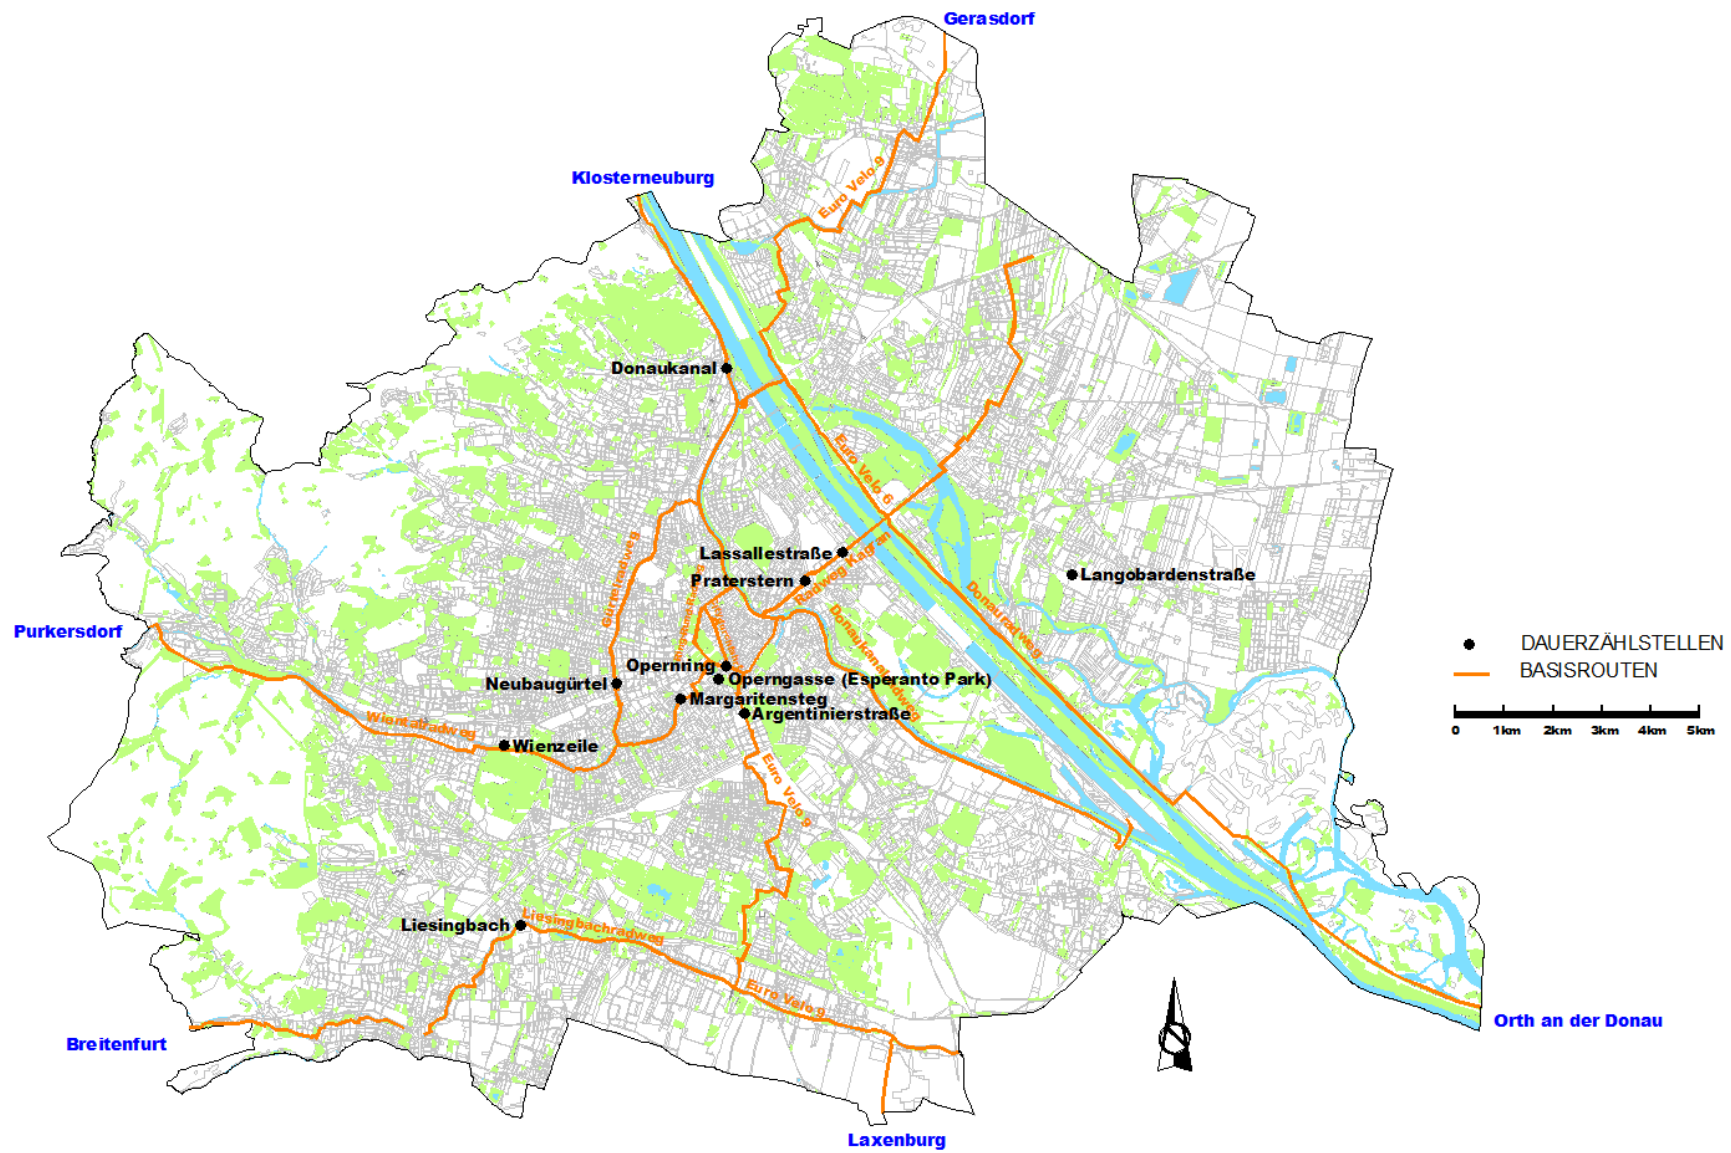 Gerasdorf
Euro Velo 9
Klosterneuburg
Donaukanal
Euro Velo 6
Gürtelradweg
Lassallestraße
Radweg Kagran
Praterstern
Langobardenstraße
Donauradweg
Donaukanalradweg
Purkersdorf
DAUERZÄHLSTELLEN
BASISROUTEN
Opernring
Operngasse (Esperanto Park)
Neubaugürtel
Margaritensteg
Argentinierstraße
Wientalradweg
Wienzeile
0 1km 2km 3km 4km 5km
Euro Velo 9
Liesingbach
Liesingbachradweg
Euro Velo 9
Orth an der Donau
Breitenfurt
Laxenburg